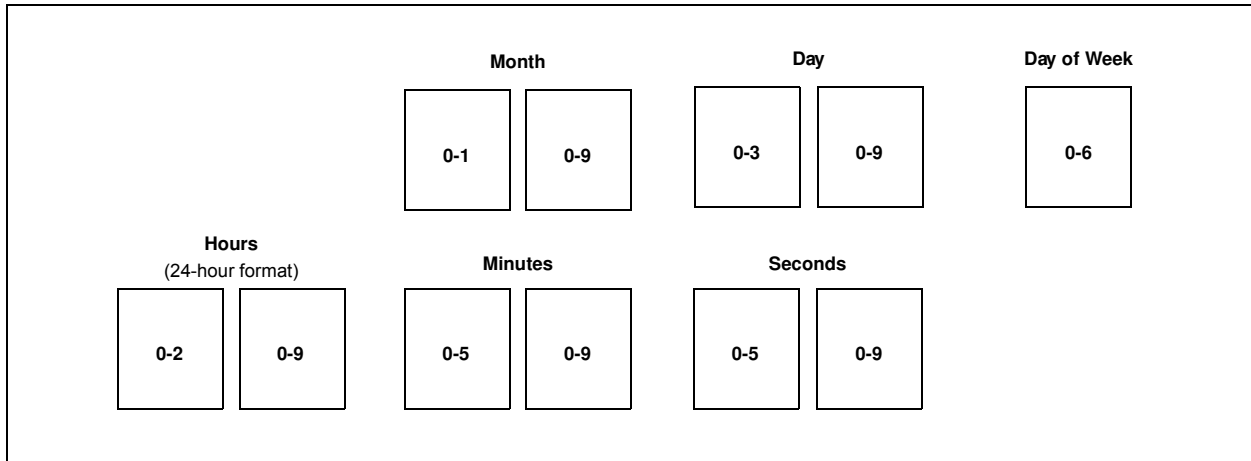 Month Day Day of Week
0-1 0-9 0-3 0-9 0-6
Hours
(24-hour format) Minutes Seconds
0-2 0-9 0-5 0-9 0-5 0-9